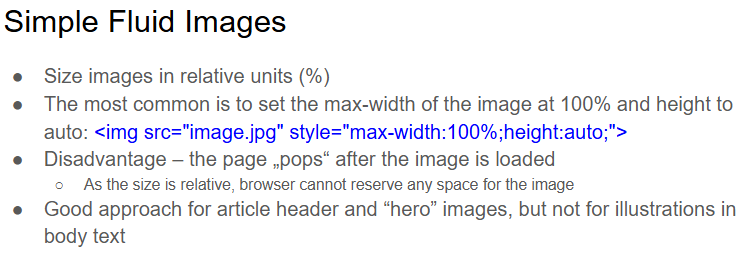 Simple Fluid Images
● Size images in relative units (%)
● The most common is to set the max-width of the image at 100% and height to
auto: <img src="image.jpg" style="max-width:100%;height:auto;">
● Disadvantage – the page „pops“ after the image is loaded
○ As the size is relative, browser cannot reserve any space for the image
● Good approach for article header and “hero” images, but not for illustrations in
body text